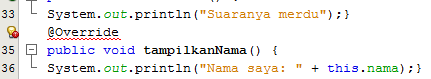 33 System.out.println("Suaranya merdu");}
@Override
35 public void tampilkanNama() {
36 System.out.println("Nama saya: " + this.nama);}